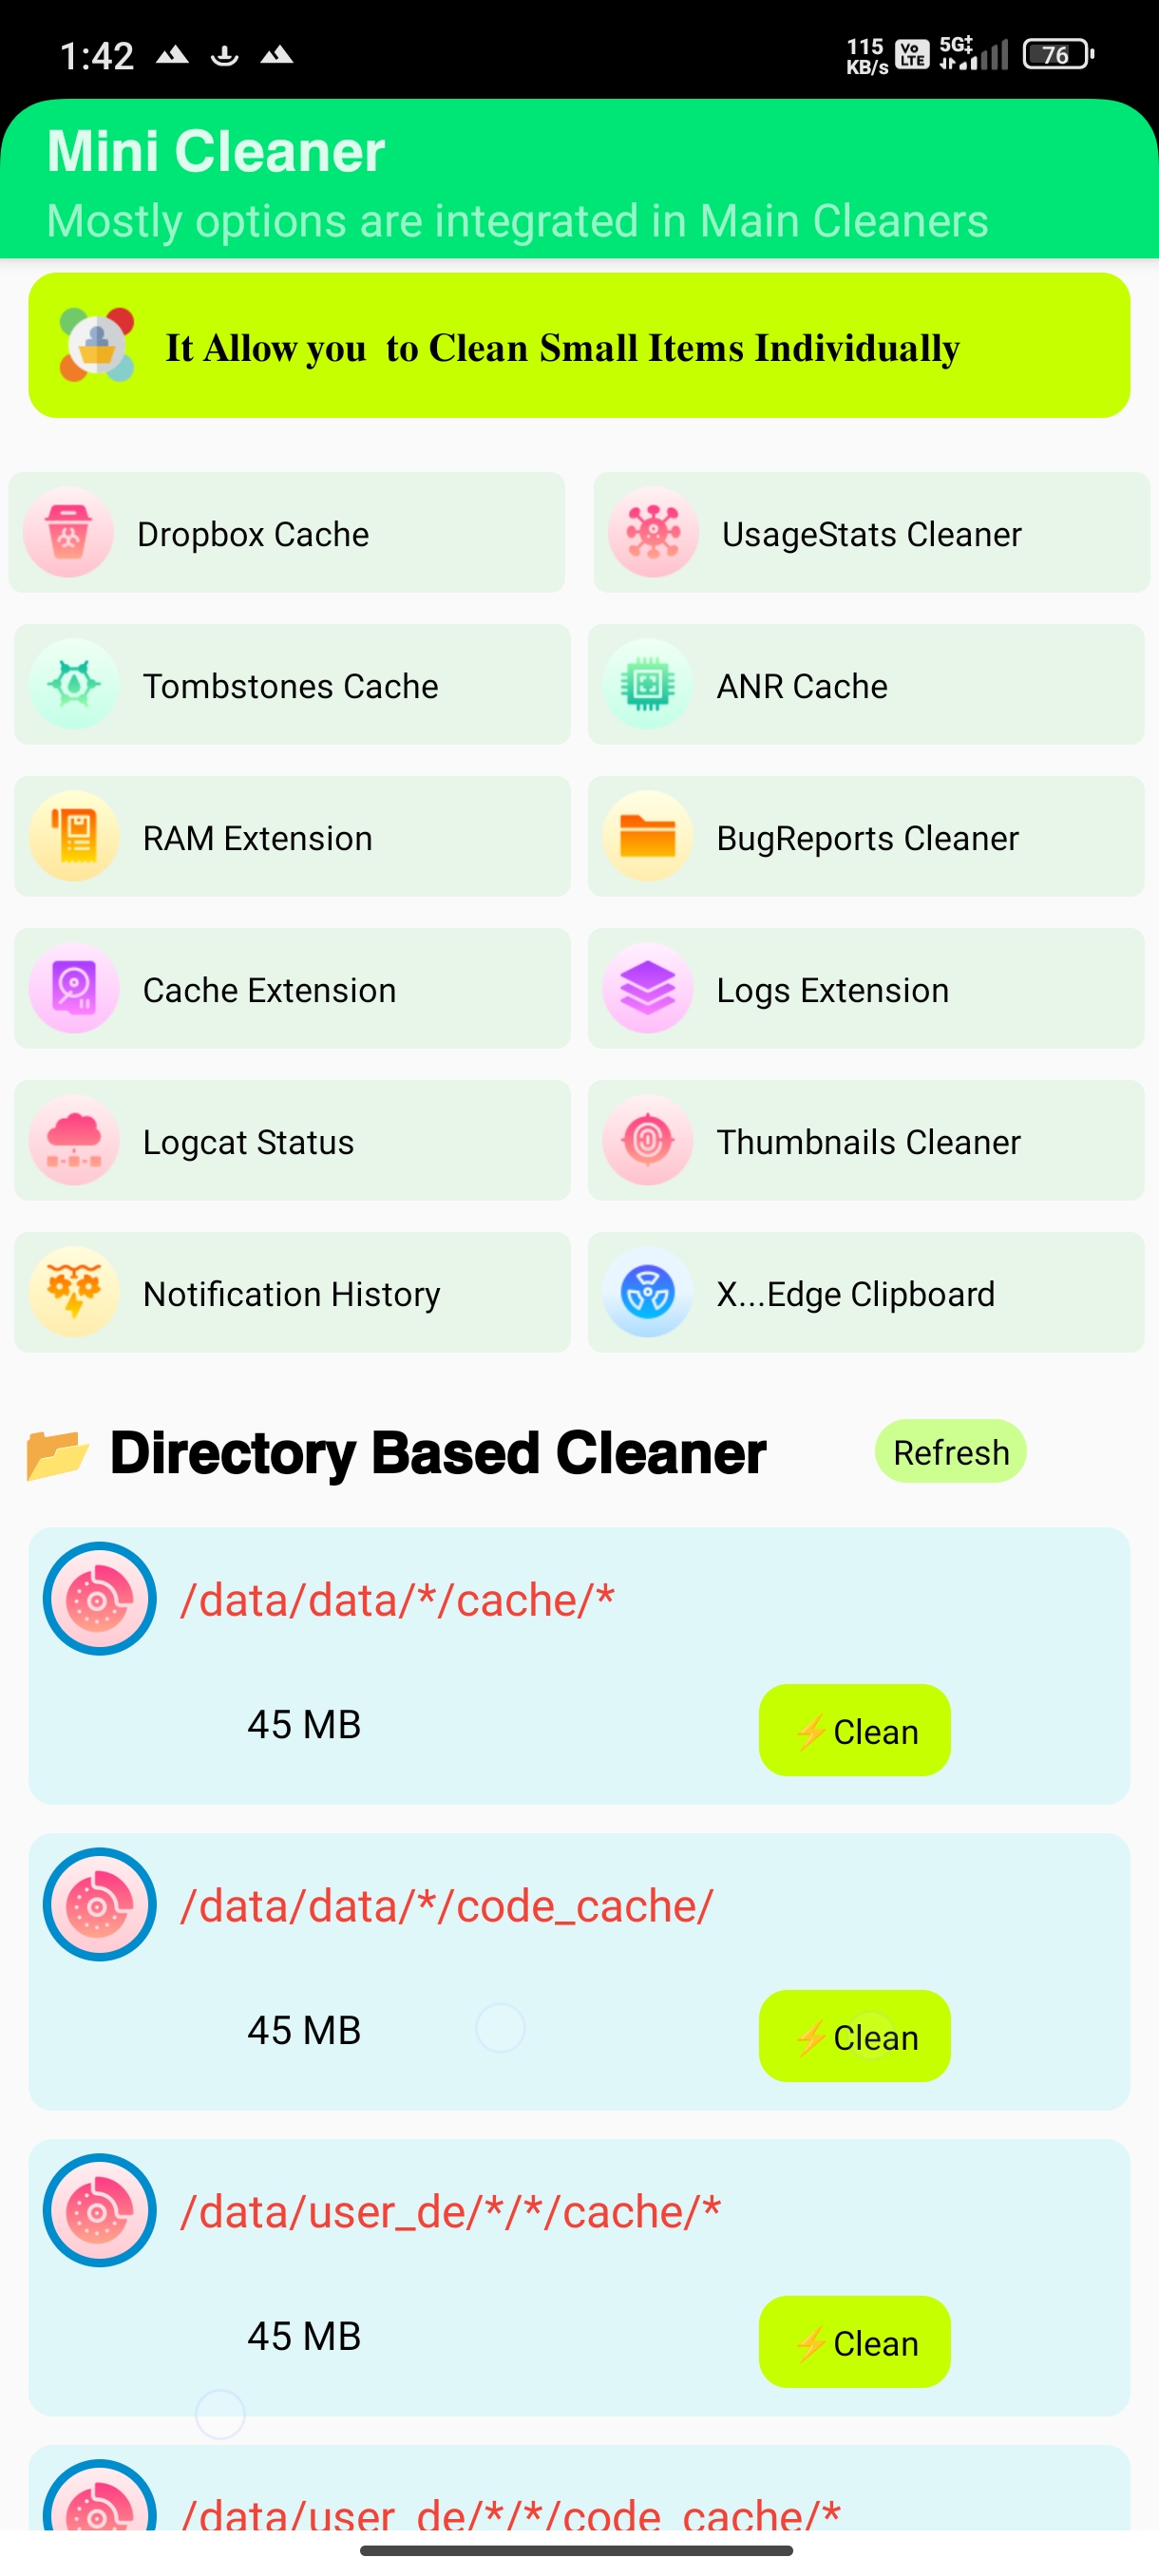 1:42
115
KB/s
Vo
LTE
5G
76
Mini Cleaner
Mostly options are integrated in Main Cleaners
It Allow you  to Clean Small Items Individually
Dropbox Cache
UsageStats Cleaner
Tombstones Cache
ANR Cache
RAM Extension
BugReports Cleaner
Cache Extension
Logs Extension
Logcat Status
Thumbnails Cleaner
Notification History
X...Edge Clipboard
📂 Directory Based Cleaner
Refresh
/data/data/*/cache/*
45 MB
⚡Clean
/data/data/*/code_cache/
45 MB
⚡Clean
/data/user_de/*/*/cache/*
45 MB
⚡Clean
/data/user_de/*/*/code_cache/*